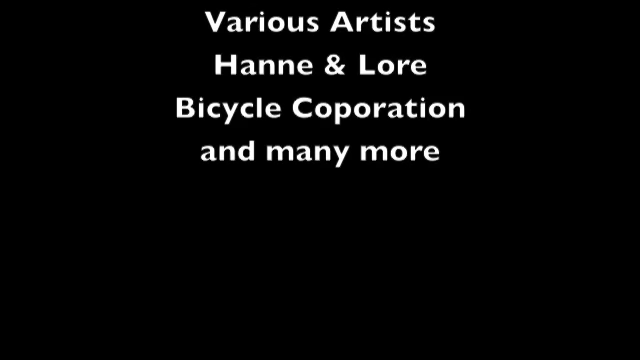 Various Artists
Hanne & Lore
Bicycle Coporation
and many more